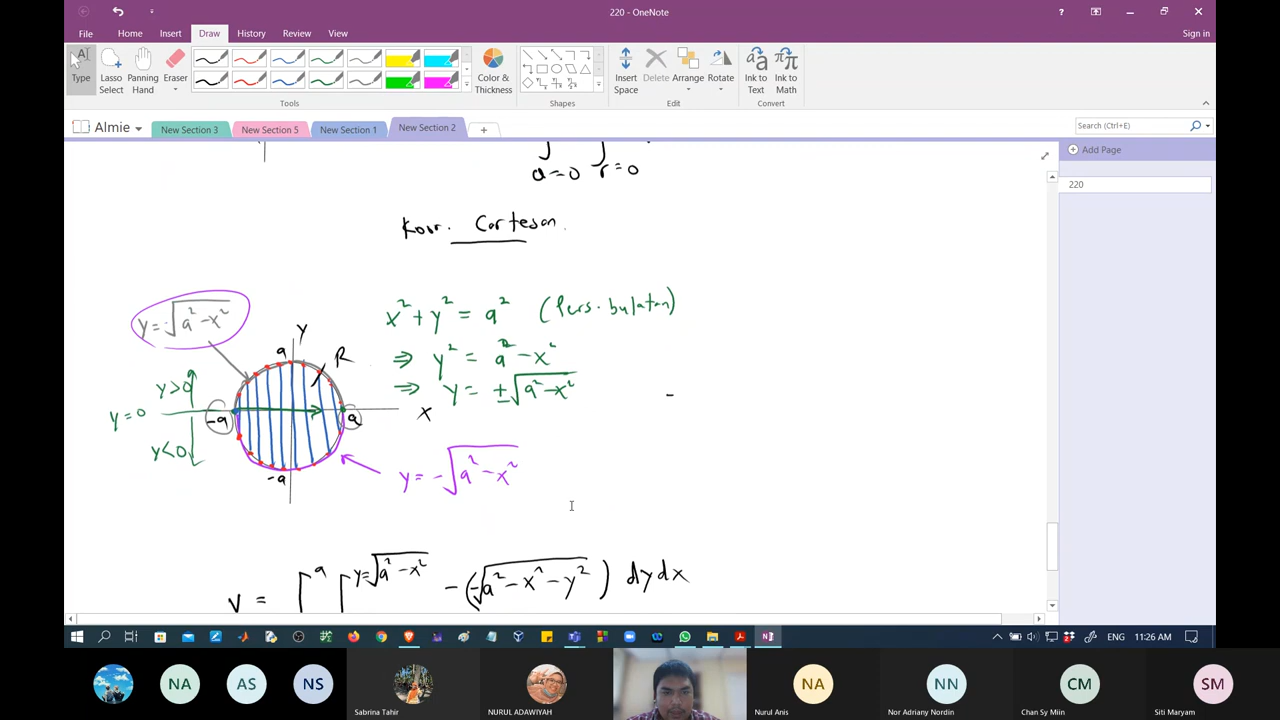 220 - OneNote
Sign in
File Home Insert Draw History Review View
Type
Lasso Select
Panning Hand
Eraser
Color & Thickness
Insert Space
Delete
Arrange
Rotate
Ink to Text
Ink to Math
Tools
Shapes
Edit
Convert
Almie
New Section 3
New Section 5
New Section 1
New Section 2
Search (Ctrl+E)
Add Page
220
a=0 r=0
Koor. Cartesan.
y=√a²-x²
x²+y² = a² (Pers. bulatan)
⇒ y² = a²-x²
⇒ y = ±√a²-x²
Y
a
R
y>0
y=0
-a
a
X
y<0
-a
y = -√a²-x²
V = ∫ᵃ ∫^y=√a²-x² -(-√a²-x²-y²) dydx
ENG 11:26 AM
NA
AS
NS
Sabrina Tahir
NURUL ADAWIYAH
NA
Nurul Anis
NN
Nor Adriany Nordin
CM
Chan Sy Miin
SM
Siti Maryam